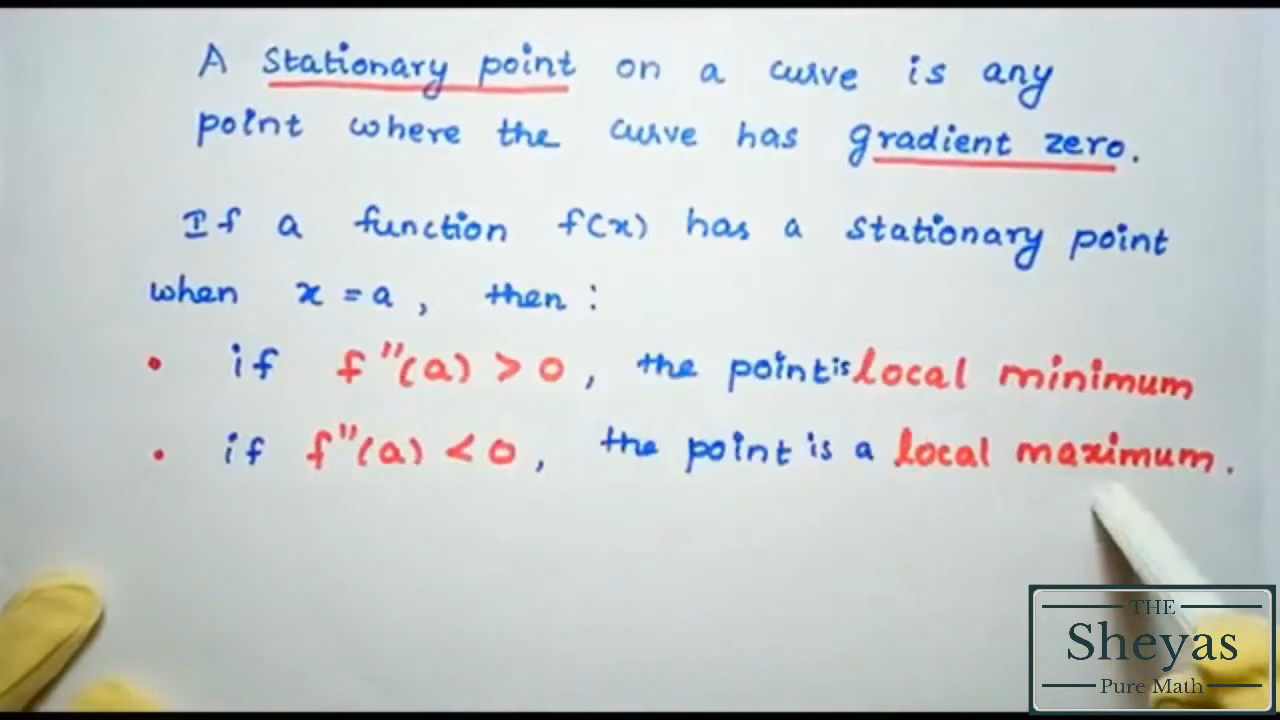 A stationary point on a curve is any
point where the curve has gradient zero.
If a function f(x) has a stationary point
when x = a, then :
• if f"(a) > 0, the point is local minimum
• if f"(a) < 0, the point is a local maximum.
THE
Sheyas
Pure Math